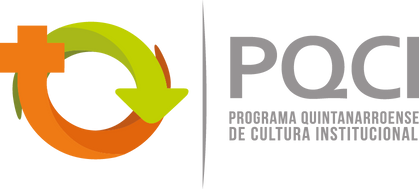 PQCI
PROGRAMA QUINTANARROENSE
DE CULTURA INSTITUCIONAL